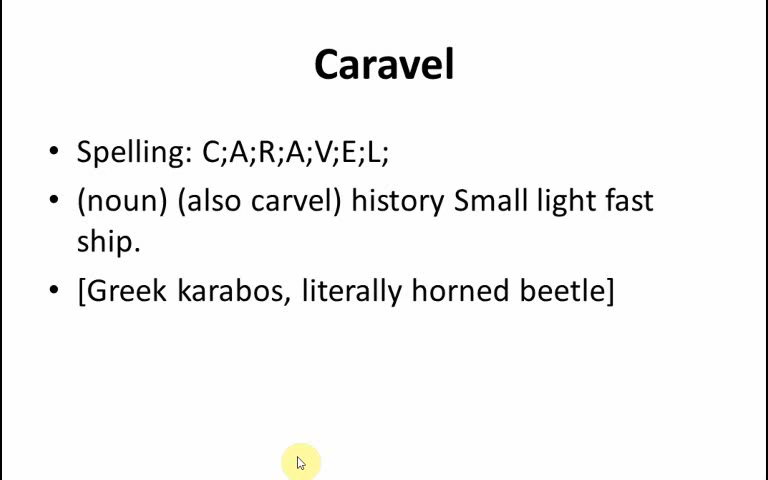 Caravel
• Spelling: C;A;R;A;V;E;L;
• (noun) (also carvel) history Small light fast
ship.
• [Greek karabos, literally horned beetle]